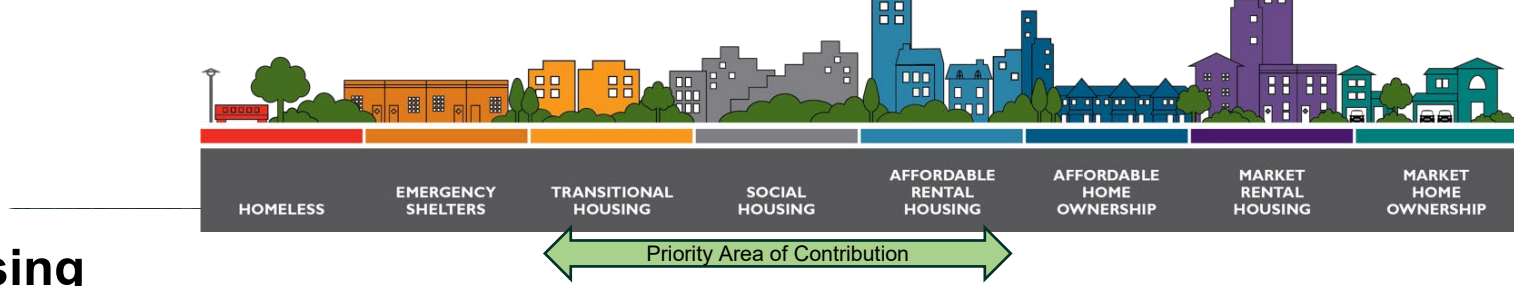 HOMELESS
EMERGENCY
SHELTERS
TRANSITIONAL
HOUSING
SOCIAL
HOUSING
AFFORDABLE
RENTAL
HOUSING
AFFORDABLE
HOME
OWNERSHIP
MARKET
RENTAL
HOUSING
MARKET
HOME
OWNERSHIP
Priority Area of Contribution
sing